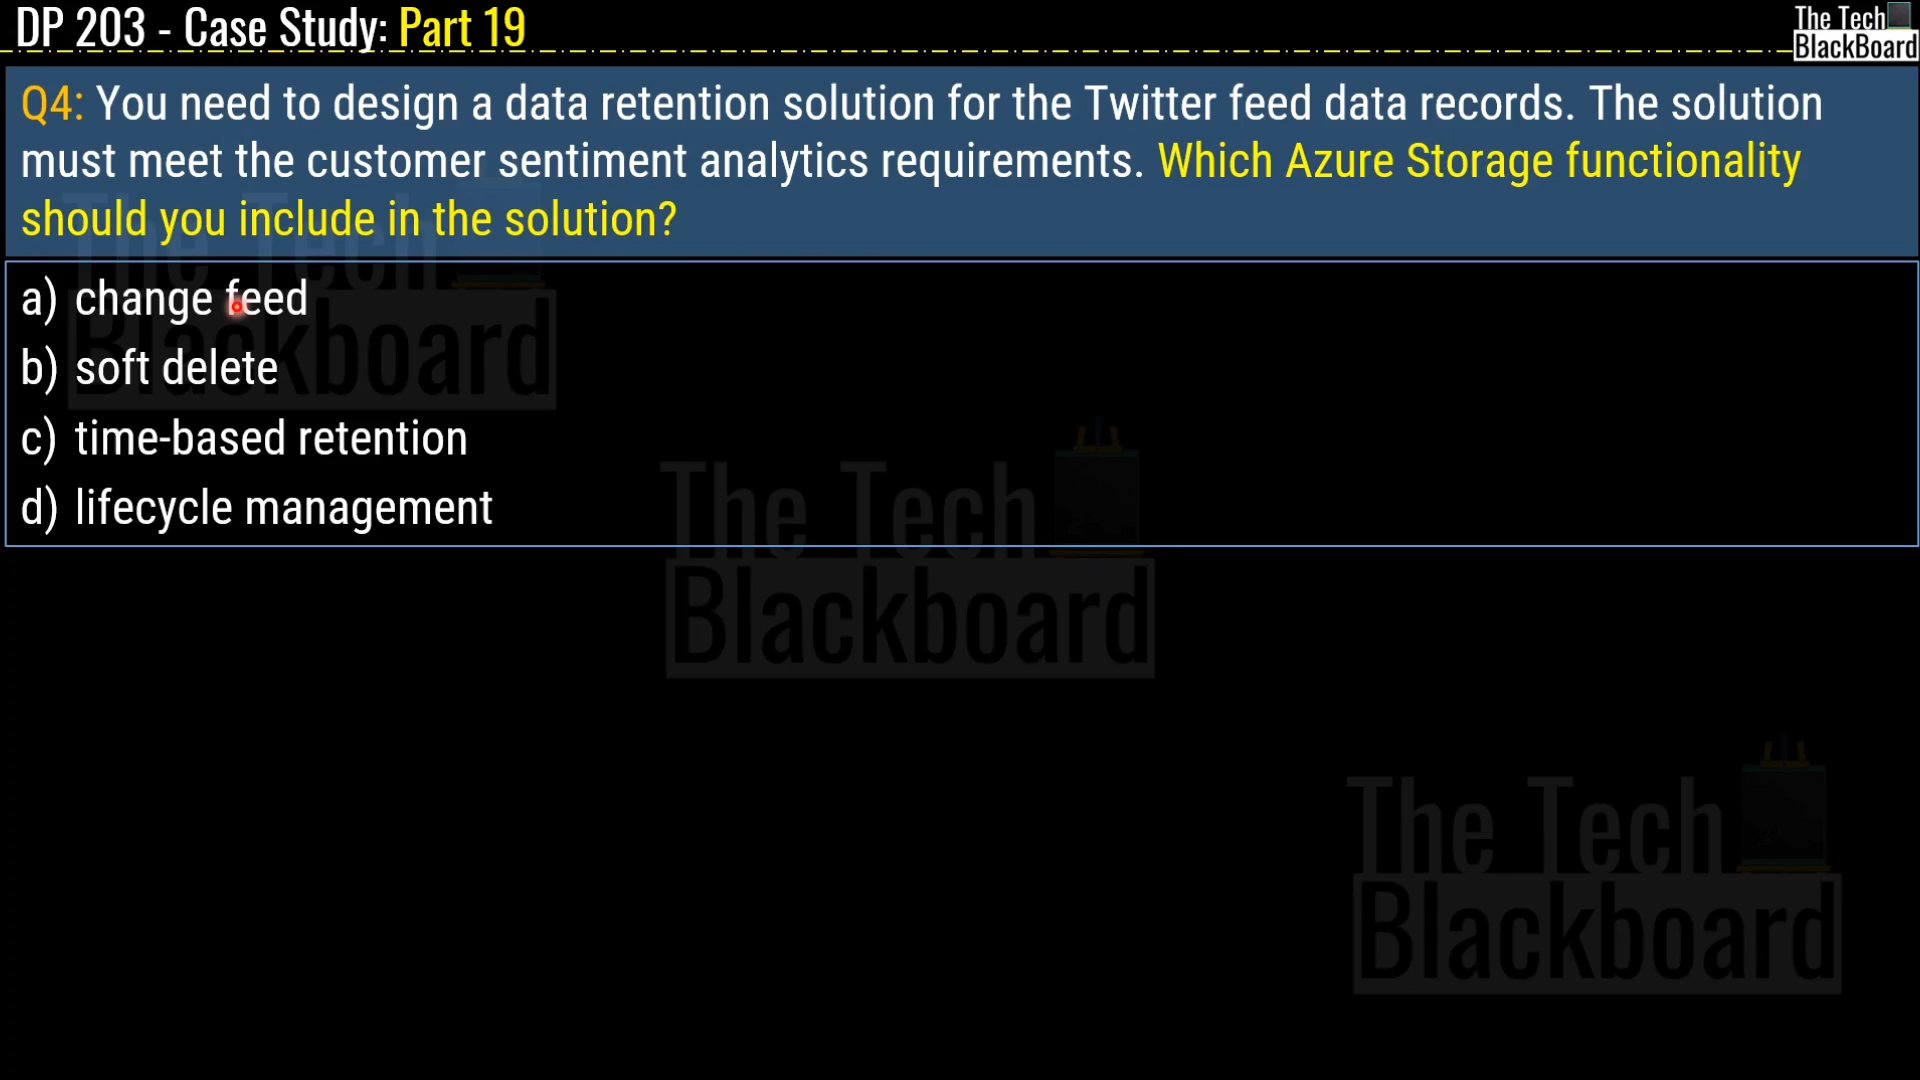 DP 203 - Case Study: Part 19
The Tech
BlackBoard
Q4: You need to design a data retention solution for the Twitter feed data records. The solution
must meet the customer sentiment analytics requirements. Which Azure Storage functionality
should you include in the solution?
a) change feed
b) soft delete
c) time-based retention
d) lifecycle management
The Tech
Blackboard
The Tech
Blackboard
The Tech
Blackboard